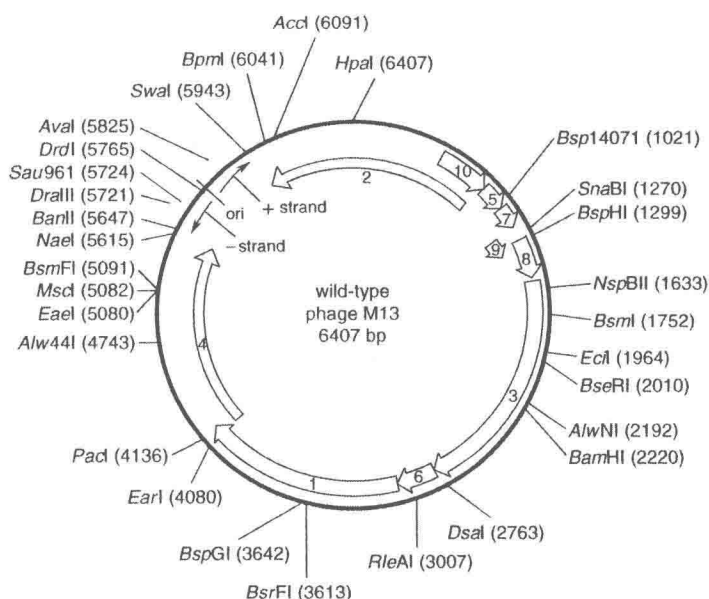 AccI (6091)
BpmI (6041)
HpaI (6407)
SwaI (5943)
AvaI (5825)
DrdI (5765)
Sau961 (5724)
DraIII (5721)
BanII (5647)
NaeI (5615)
BsmFI (5091)
MscI (5082)
EaeI (5080)
Alw44I (4743)
PacI (4136)
EarI (4080)
BspGI (3642)
BsrFI (3613)
RleAI (3007)
DsaI (2763)
BamHI (2220)
AlwNI (2192)
BseRI (2010)
EciI (1964)
BsmI (1752)
NspBII (1633)
BspHI (1299)
SnaBI (1270)
Bsp14071 (1021)
ori
+ strand
– strand
wild-type
phage M13
6407 bp
10
5
7
9
8
3
6
1
4
2